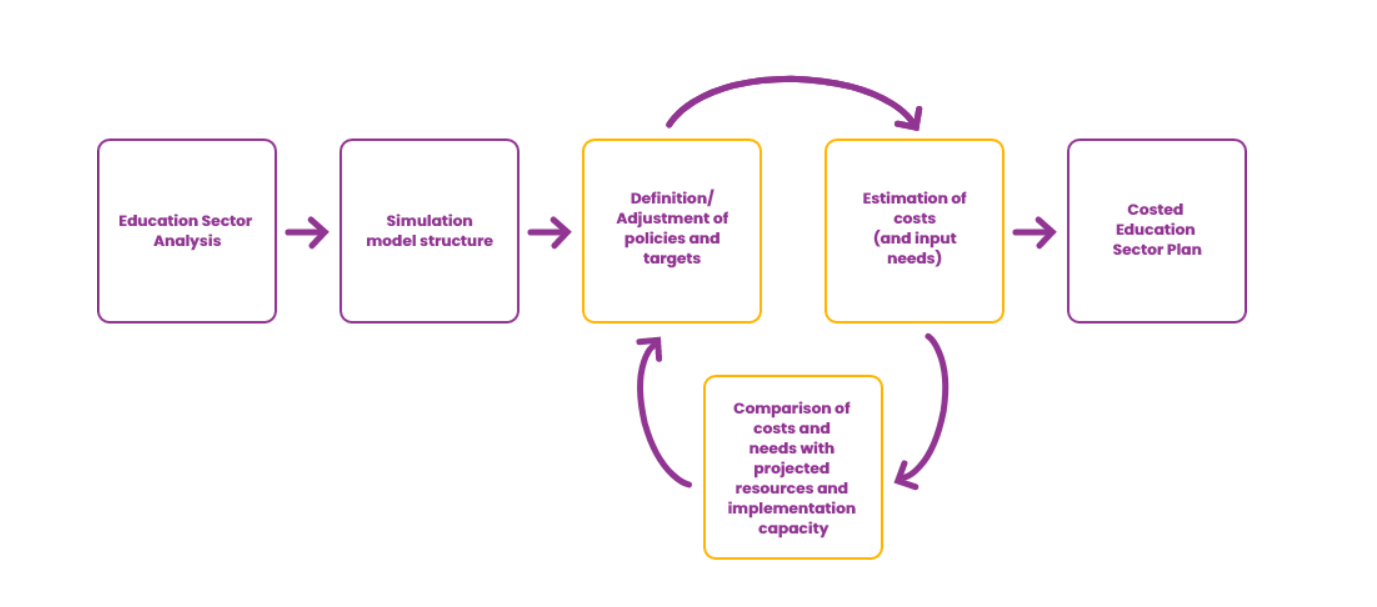 Education Sector
Analysis
Simulation
model structure
Definition/
Adjustment of
policies and
targets
Estimation of
costs
(and input
needs)
Costed
Education
Sector Plan
Comparison of
costs and
needs with
projected
resources and
implementation
capacity